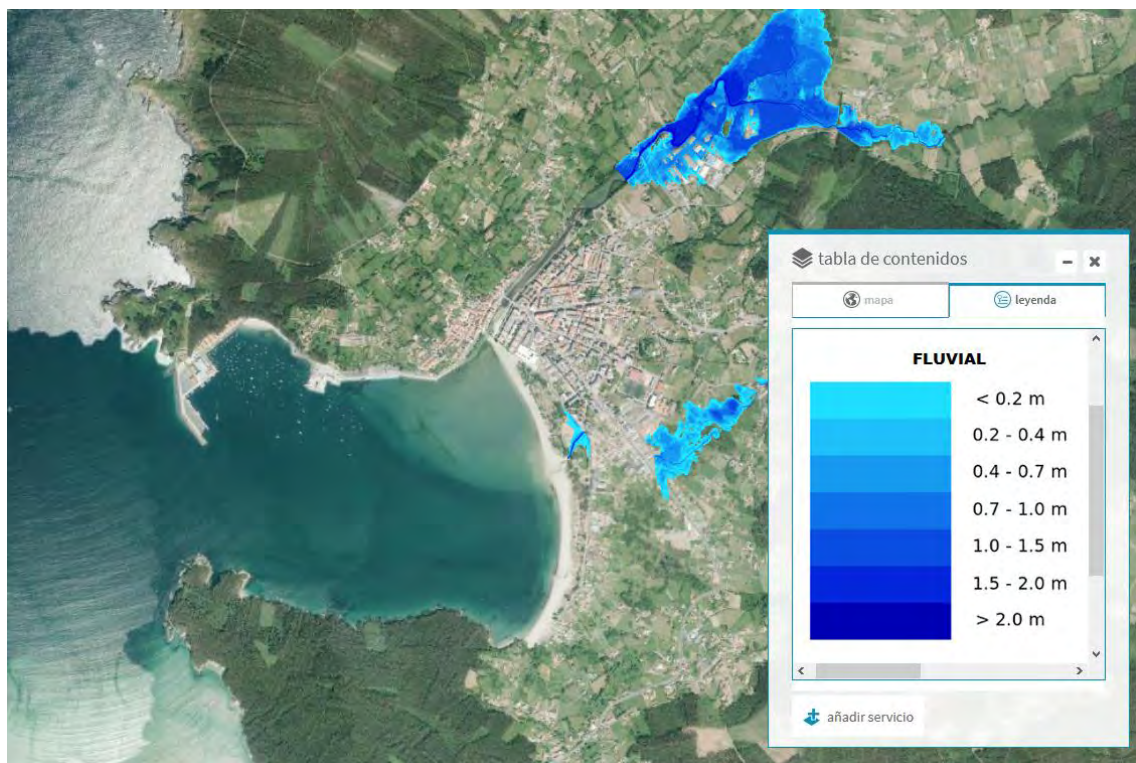 tabla de contenidos
mapa
leyenda
FLUVIAL
< 0.2 m
0.2 - 0.4 m
0.4 - 0.7 m
0.7 - 1.0 m
1.0 - 1.5 m
1.5 - 2.0 m
> 2.0 m
añadir servicio